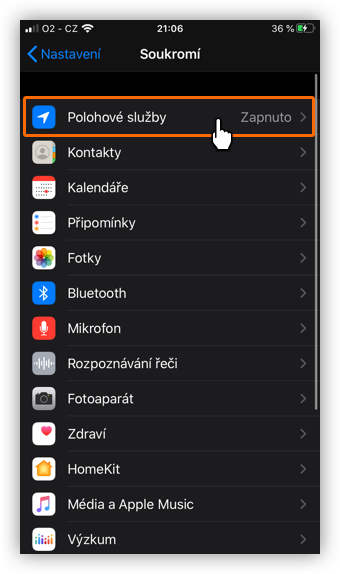 O2 - CZ 21:06 36 %
Nastavení Soukromí
Polohové služby Zapnuto
Kontakty
Kalendáře
Připomínky
Fotky
Bluetooth
Mikrofon
Rozpoznávání řeči
Fotoaparát
Zdraví
HomeKit
Média a Apple Music
Výzkum